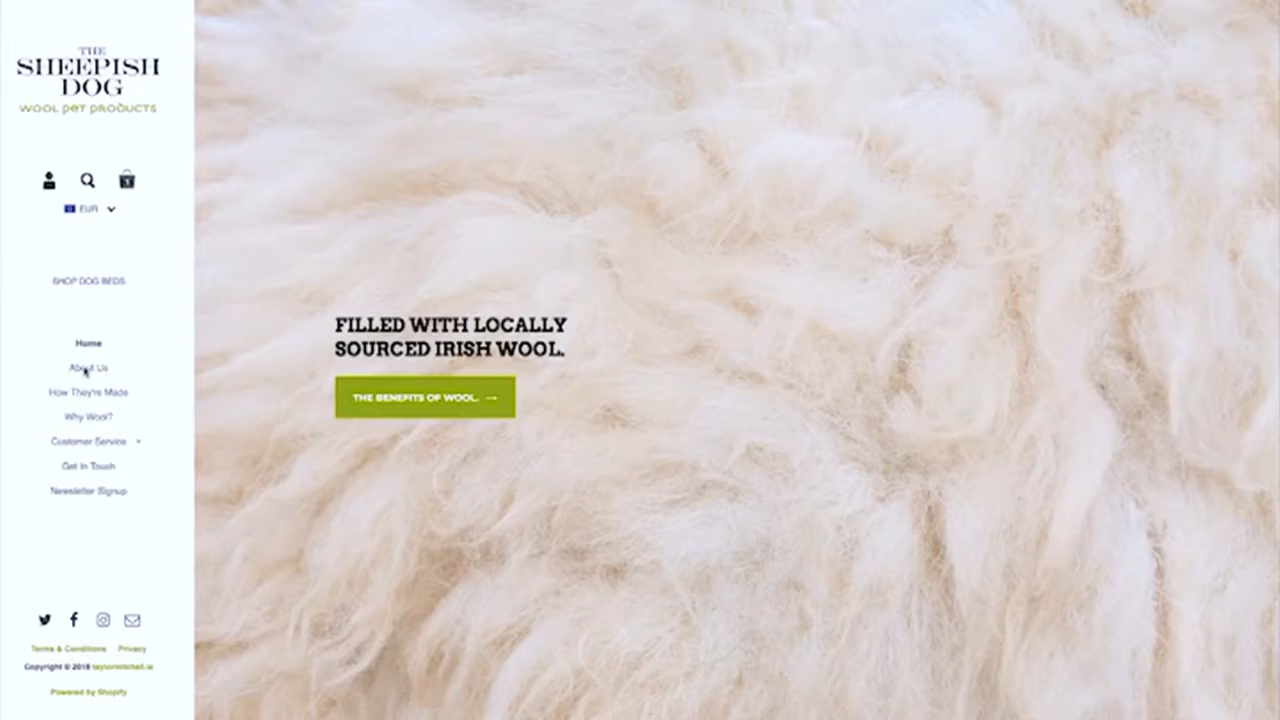 THE
SHEEPISH
DOG
WOOL PET PRODUCTS
EUR
SHOP DOG BEDS
Home
About Us
How They're Made
Why Wool?
Customer Service
Get In Touch
Newsletter Signup
Terms & Conditions Privacy
Copyright © 2018 taylormitchell.ie
Powered by Shopify
FILLED WITH LOCALLY
SOURCED IRISH WOOL.
THE BENEFITS OF WOOL. →